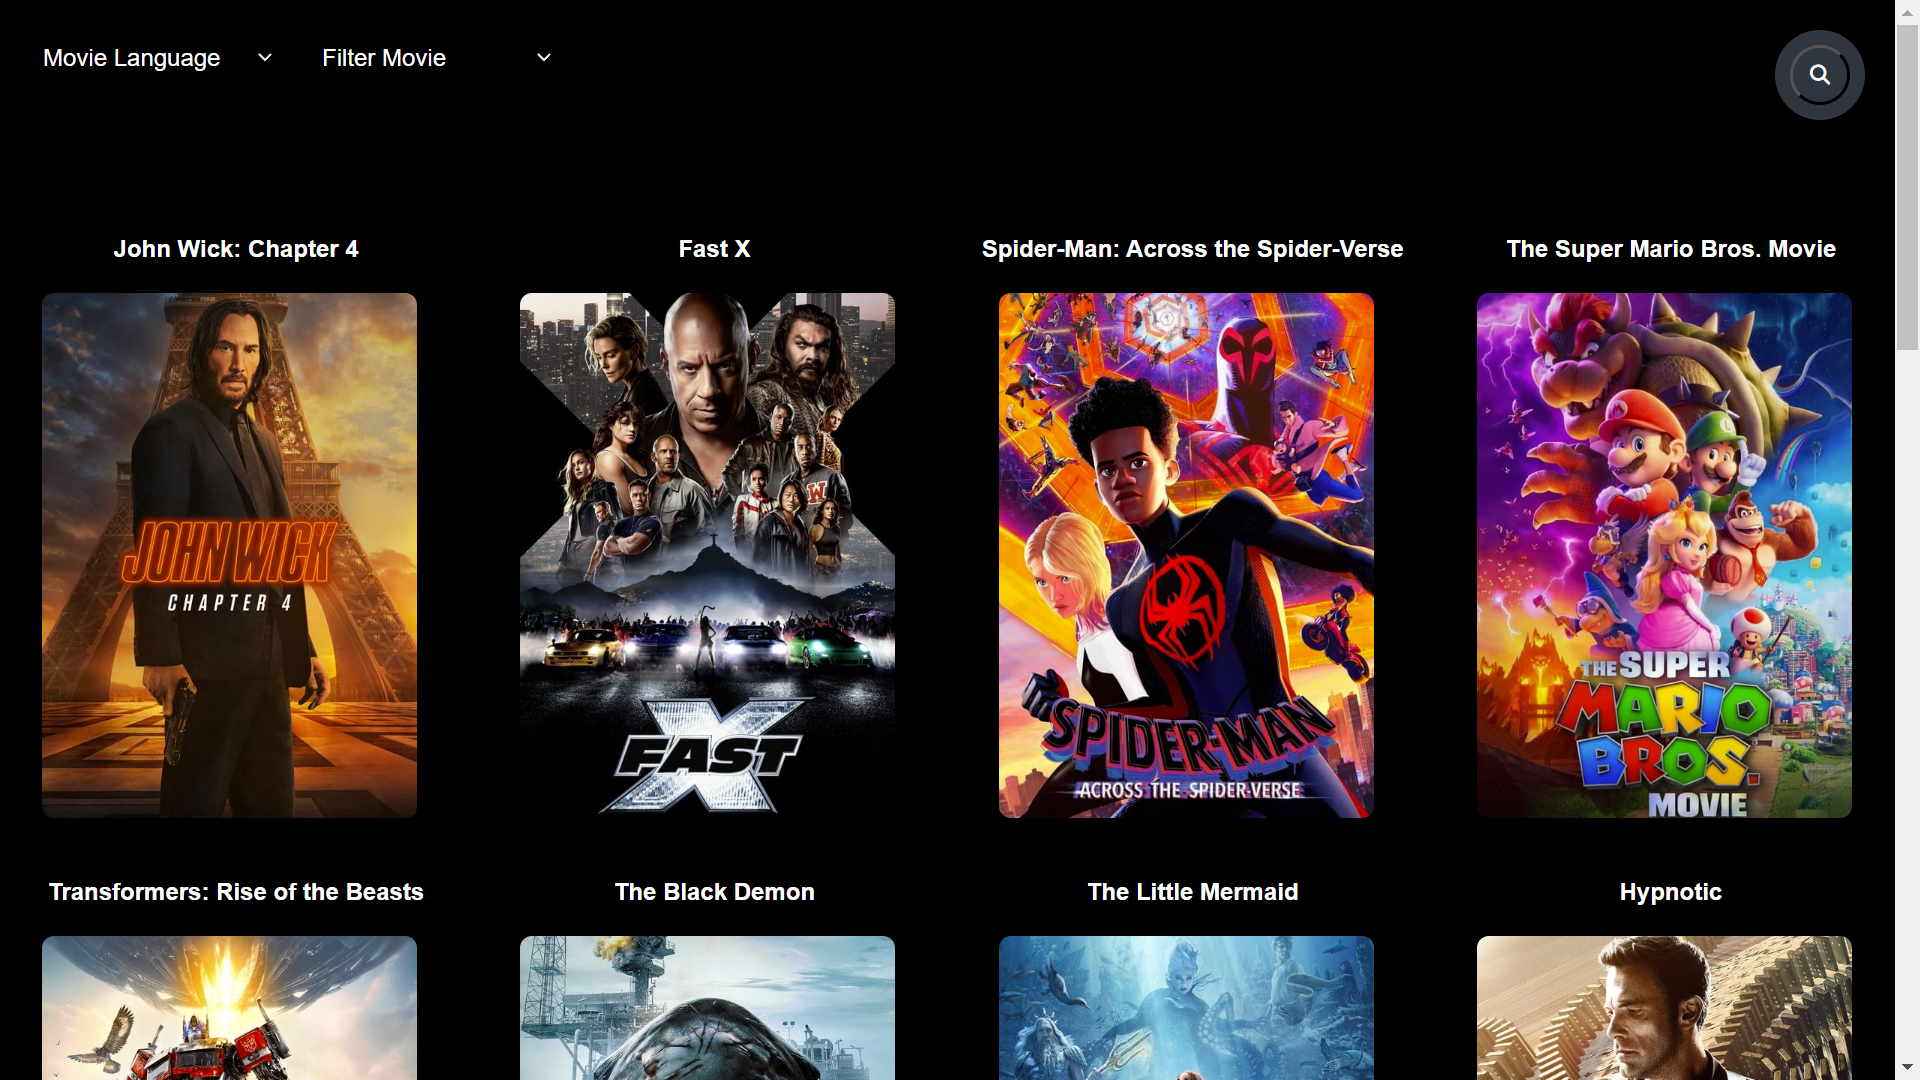 Movie Language
Filter Movie
John Wick: Chapter 4
Fast X
Spider-Man: Across the Spider-Verse
The Super Mario Bros. Movie
JOHN WICK
CHAPTER 4
W
FAST X
SPIDER-MAN
ACROSS THE SPIDER-VERSE
THE SUPER
MARIO
BROS.
MOVIE
Transformers: Rise of the Beasts
The Black Demon
The Little Mermaid
Hypnotic